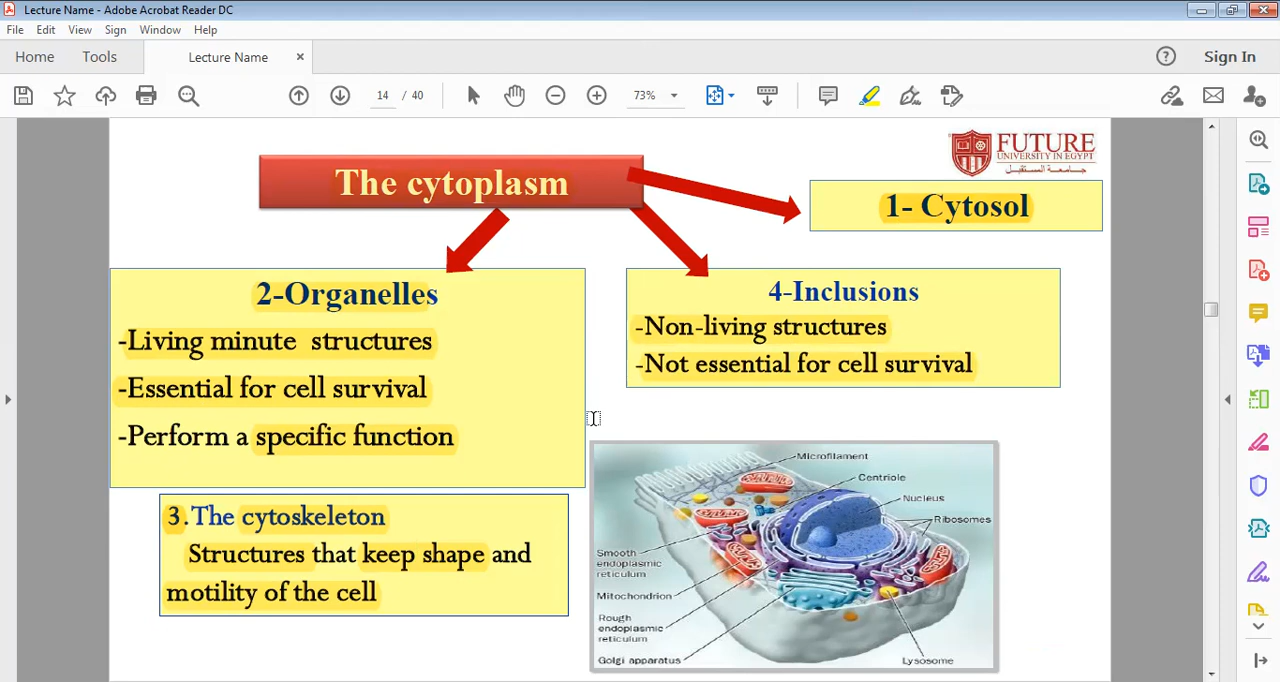 Lecture Name - Adobe Acrobat Reader DC
File Edit View Sign Window Help
Home Tools Lecture Name × Sign In
14 / 40 73%
FUTURE
UNIVERSITY IN EGYPT
جامعة المستقبل
The cytoplasm
1- Cytosol
2-Organelles
-Living minute structures
-Essential for cell survival
-Perform a specific function
4-Inclusions
-Non-living structures
-Not essential for cell survival
3.The cytoskeleton
Structures that keep shape and
motility of the cell
Microfilament
Centriole
Nucleus
Ribosomes
Smooth
endoplasmic
reticulum
Mitochondrion
Rough
endoplasmic
reticulum
Golgi apparatus
Lysosome